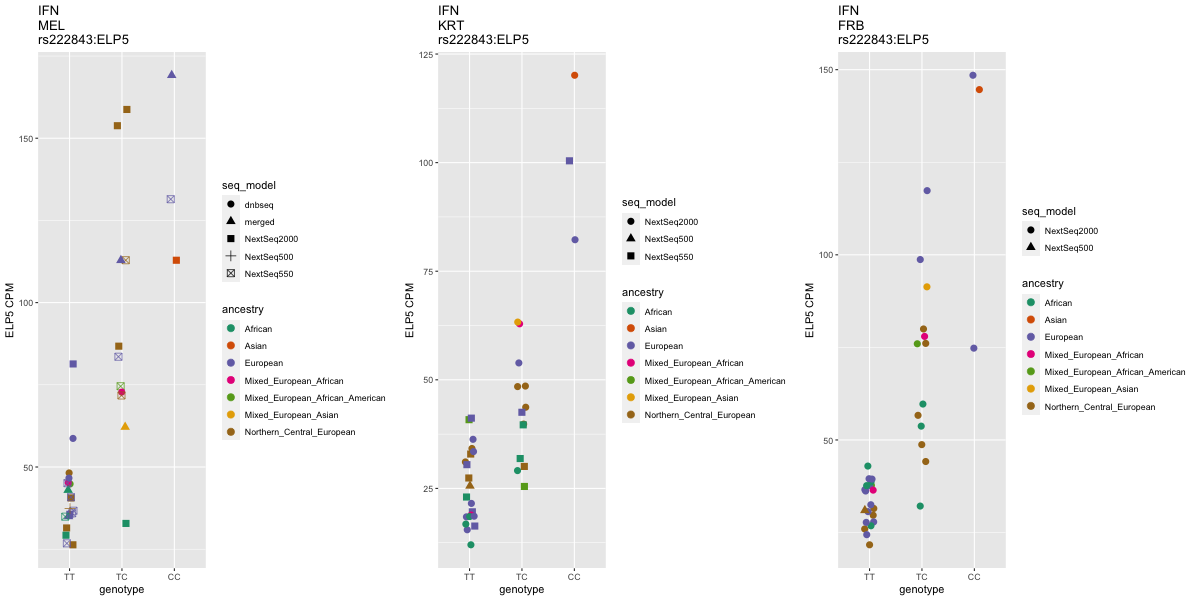 IFN
MEL
rs222843:ELP5
ELP5 CPM
150
100
50
TT
TC
CC
genotype
seq_model
dnbseq
merged
NextSeq2000
NextSeq500
NextSeq550
ancestry
African
Asian
European
Mixed_European_African
Mixed_European_African_American
Mixed_European_Asian
Northern_Central_European
IFN
KRT
rs222843:ELP5
ELP5 CPM
125
100
75
50
25
TT
TC
CC
genotype
seq_model
NextSeq2000
NextSeq500
NextSeq550
ancestry
African
Asian
European
Mixed_European_African
Mixed_European_African_American
Mixed_European_Asian
Northern_Central_European
IFN
FRB
rs222843:ELP5
ELP5 CPM
150
100
50
TT
TC
CC
genotype
seq_model
NextSeq2000
NextSeq500
ancestry
African
Asian
European
Mixed_European_African
Mixed_European_African_American
Mixed_European_Asian
Northern_Central_European